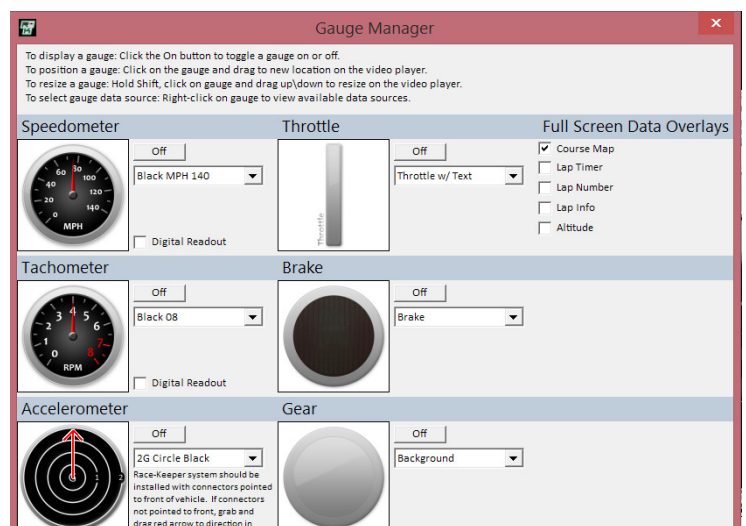 Gauge Manager
To display a gauge: Click the On button to toggle a gauge on or off.
To position a gauge: Click on the gauge and drag to new location on the video player.
To resize a gauge: Hold Shift, click on gauge and drag up\down to resize on the video player.
To select gauge data source: Right-click on gauge to view available data sources.
Speedometer
0 20 40 60 80 100 120 140
MPH
Off
Black MPH 140
Digital Readout
Throttle
Throttle
Off
Throttle w/ Text
Full Screen Data Overlays
Course Map
Lap Timer
Lap Number
Lap Info
Altitude
Tachometer
0 1 2 3 4 5 6 7 8
RPM
Off
Black 08
Digital Readout
Brake
Off
Brake
Accelerometer
1 2
Off
2G Circle Black
Race-Keeper system should be
installed with connectors pointed
to front of vehicle. If connectors
not pointed to front, grab and
drag red arrow to direction in
Gear
Off
Background